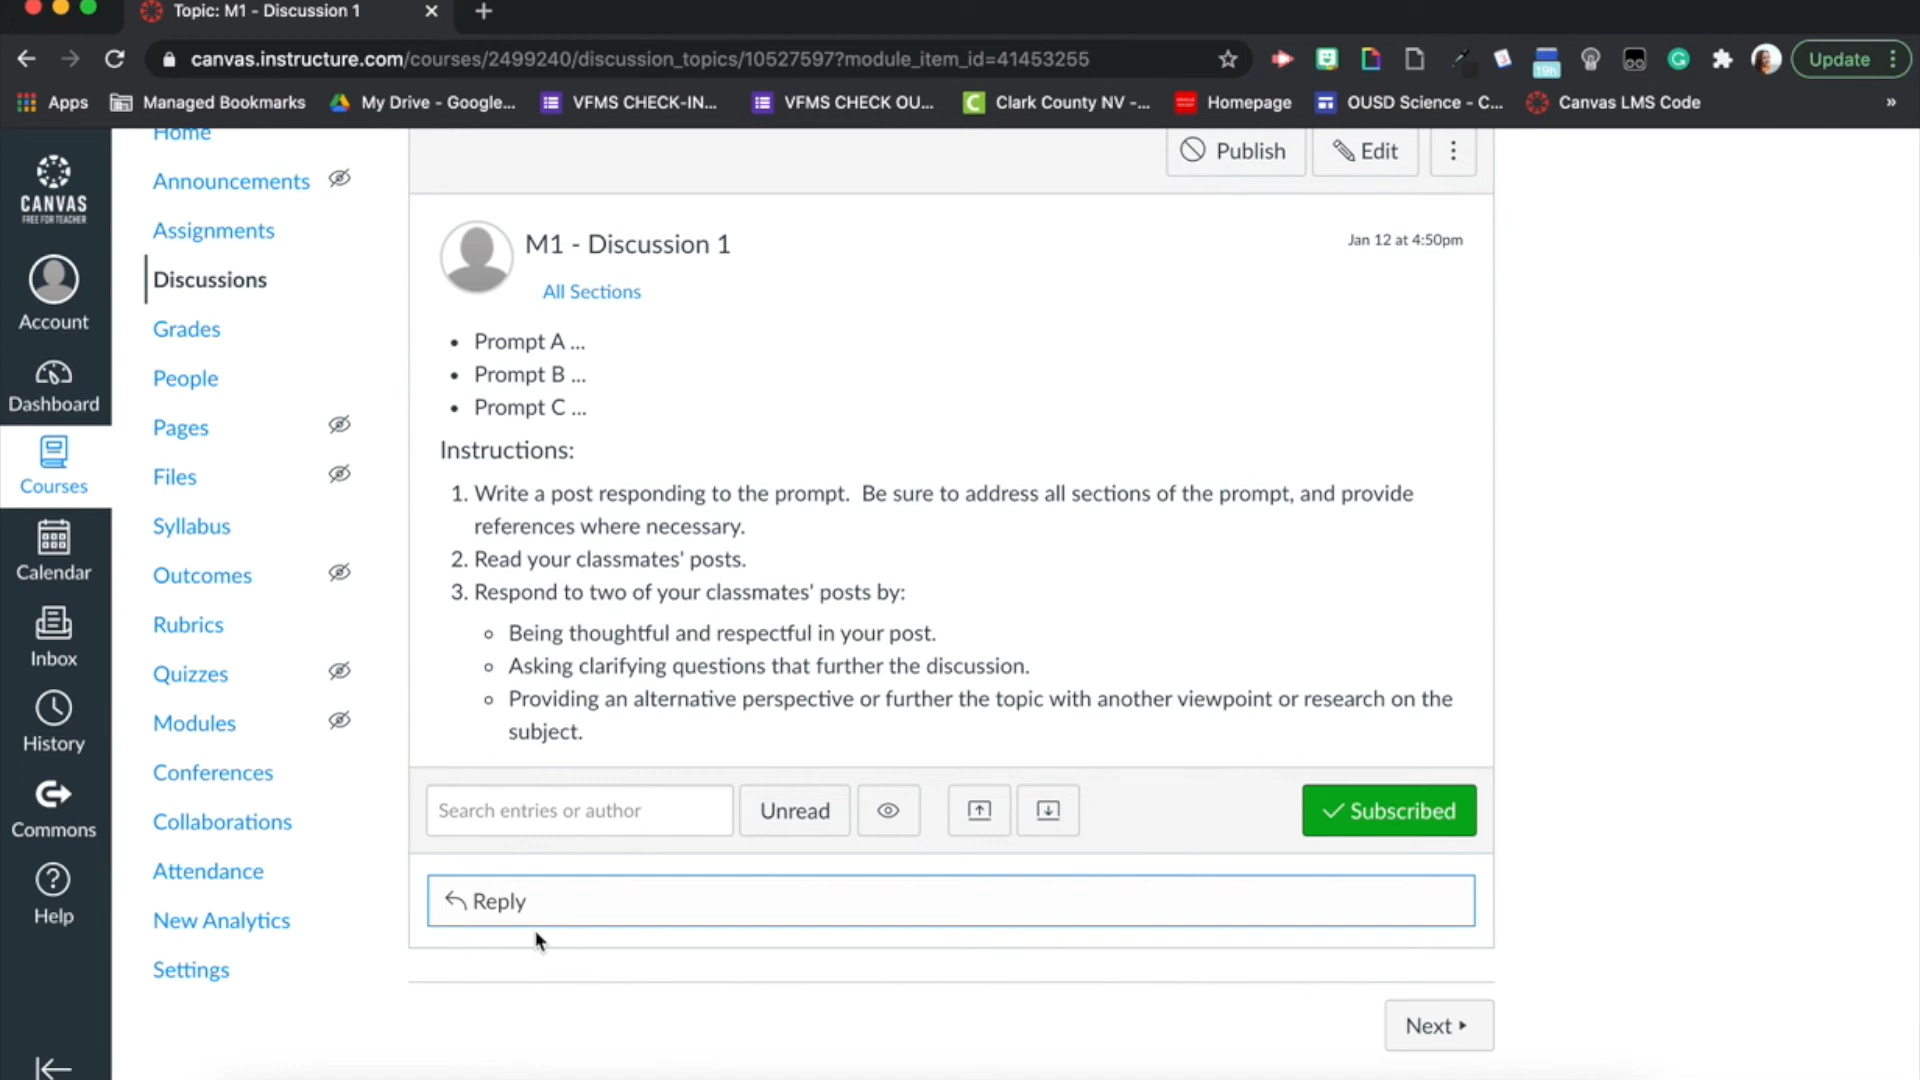 Topic: M1 - Discussion 1
canvas.instructure.com/courses/2499240/discussion_topics/10527597?module_item_id=41453255
Update
19h
Apps
Managed Bookmarks
My Drive - Google...
VFMS CHECK-IN...
VFMS CHECK OU...
Clark County NV -...
Homepage
OUSD Science - C...
Canvas LMS Code
»
CANVAS
FREE FOR TEACHER
Account
Dashboard
Courses
Calendar
Inbox
History
Commons
Help
Home
Announcements
Assignments
Discussions
Grades
People
Pages
Files
Syllabus
Outcomes
Rubrics
Quizzes
Modules
Conferences
Collaborations
Attendance
New Analytics
Settings
Publish
Edit
M1 - Discussion 1
Jan 12 at 4:50pm
All Sections
• Prompt A ...
• Prompt B ...
• Prompt C ...
Instructions:
1. Write a post responding to the prompt.  Be sure to address all sections of the prompt, and provide
references where necessary.
2. Read your classmates' posts.
3. Respond to two of your classmates' posts by:
◦ Being thoughtful and respectful in your post.
◦ Asking clarifying questions that further the discussion.
◦ Providing an alternative perspective or further the topic with another viewpoint or research on the
subject.
Search entries or author
Unread
Subscribed
Reply
Next